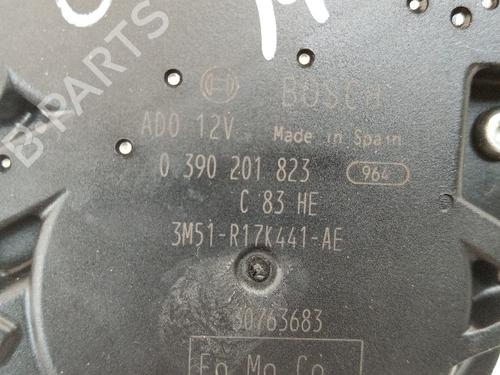 BOSCH
ADO 12V
Made in Spain
0 390 201 823
964
C 83 HE
3M51-R17K441-AE
30763683
Fo Mo Co